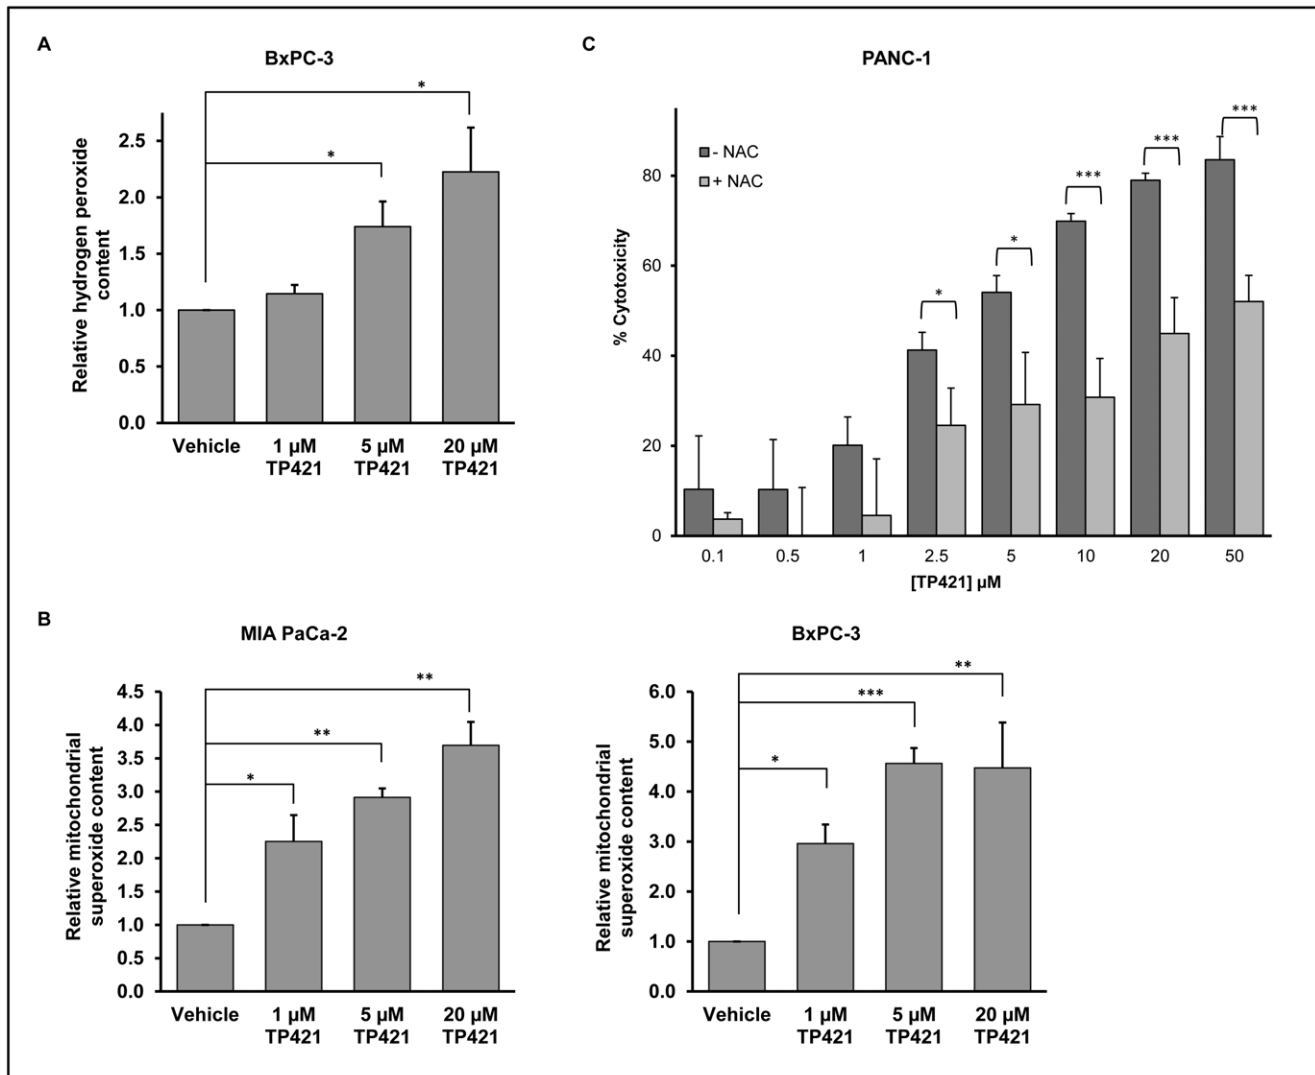 A
BxPC-3
*
*
Relative hydrogen peroxide
content
2.5
2.0
1.5
1.0
0.5
0.0
Vehicle
1 µM
TP421
5 µM
TP421
20 µM
TP421
C
PANC-1
- NAC
+ NAC
*
*
***
***
***
% Cytotoxicity
80
60
40
20
0
0.1
0.5
1
2.5
5
10
20
50
[TP421] µM
B
MIA PaCa-2
**
**
*
Relative mitochondrial
superoxide content
4.5
4.0
3.5
3.0
2.5
2.0
1.5
1.0
0.5
0.0
Vehicle
1 µM
TP421
5 µM
TP421
20 µM
TP421
BxPC-3
**
***
*
Relative mitochondrial
superoxide content
6.0
5.0
4.0
3.0
2.0
1.0
0.0
Vehicle
1 µM
TP421
5 µM
TP421
20 µM
TP421